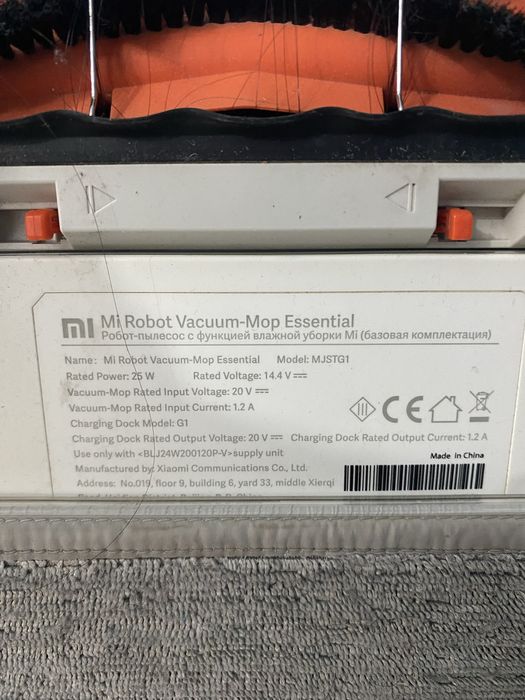 mi Mi Robot Vacuum-Mop Essential
Робот-пылесос с функцией влажной уборки Mi (базовая комплектация)
Name: Mi Robot Vacuum-Mop Essential Model: MJSTG1
Rated Power: 25 W Rated Voltage: 14.4 V
Vacuum-Mop Rated Input Voltage: 20 V
Vacuum-Mop Rated Input Current: 1.2 A
Charging Dock Model: G1
Charging Dock Rated Output Voltage: 20 V Charging Dock Rated Output Current: 1.2 A
Use only with <BLJ24W200120P-V> supply unit
Made in China
Manufactured by: Xiaomi Communications Co., Ltd.
Address: No.019, floor 9, building 6, yard 33, middle Xierqi
III CE